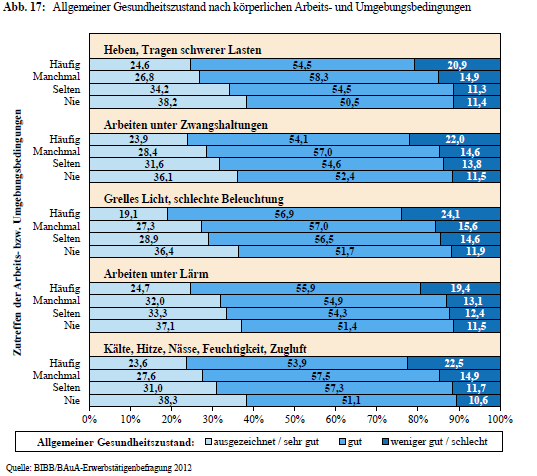 Abb. 17: Allgemeiner Gesundheitszustand nach körperlichen Arbeits- und Umgebungsbedingungen
Zutreffen der Arbeits- bzw. Umgebungsbedingungen
Heben, Tragen schwerer Lasten
Häufig 24,6 54,5 20,9
Manchmal 26,8 58,3 14,9
Selten 34,2 54,5 11,3
Nie 38,2 50,5 11,4
Arbeiten unter Zwangshaltungen
Häufig 23,9 54,1 22,0
Manchmal 28,4 57,0 14,6
Selten 31,6 54,6 13,8
Nie 36,1 52,4 11,5
Grelles Licht, schlechte Beleuchtung
Häufig 19,1 56,9 24,1
Manchmal 27,3 57,0 15,6
Selten 28,9 56,5 14,6
Nie 36,4 51,7 11,9
Arbeiten unter Lärm
Häufig 24,7 55,9 19,4
Manchmal 32,0 54,9 13,1
Selten 33,3 54,3 12,4
Nie 37,1 51,4 11,5
Kälte, Hitze, Nässe, Feuchtigkeit, Zugluft
Häufig 23,6 53,9 22,5
Manchmal 27,6 57,5 14,9
Selten 31,0 57,3 11,7
Nie 38,3 51,1 10,6
0% 10% 20% 30% 40% 50% 60% 70% 80% 90% 100%
Allgemeiner Gesundheitszustand: ausgezeichnet / sehr gut gut weniger gut / schlecht
Quelle: BIBB/BAuA-Erwerbstätigenbefragung 2012